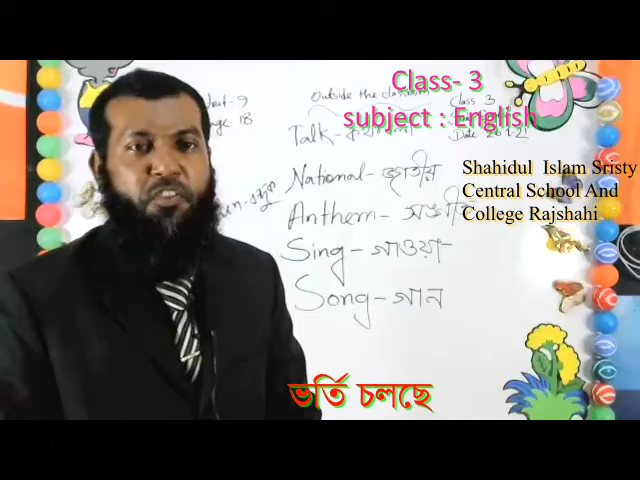 Class- 3
subject : English
Shahidul Islam Sristy
Central School And
College Rajshahi
Outside the classroom
Class 3
Talk-
National- জাতীয়
Anthem- সঙ্গীত
Sing- গাওয়া
Song- গান
ভর্তি চলছে